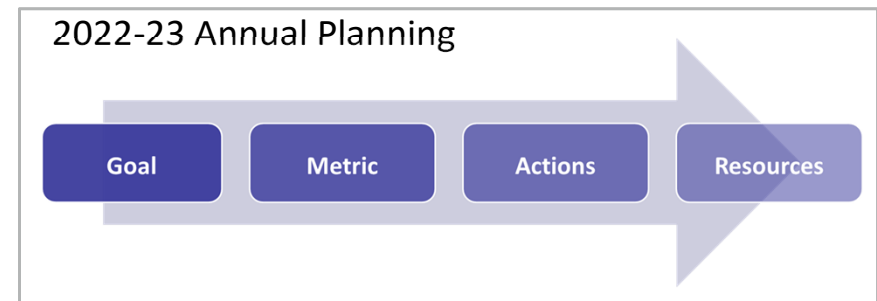 2022-23 Annual Planning
Goal
Metric
Actions
Resources